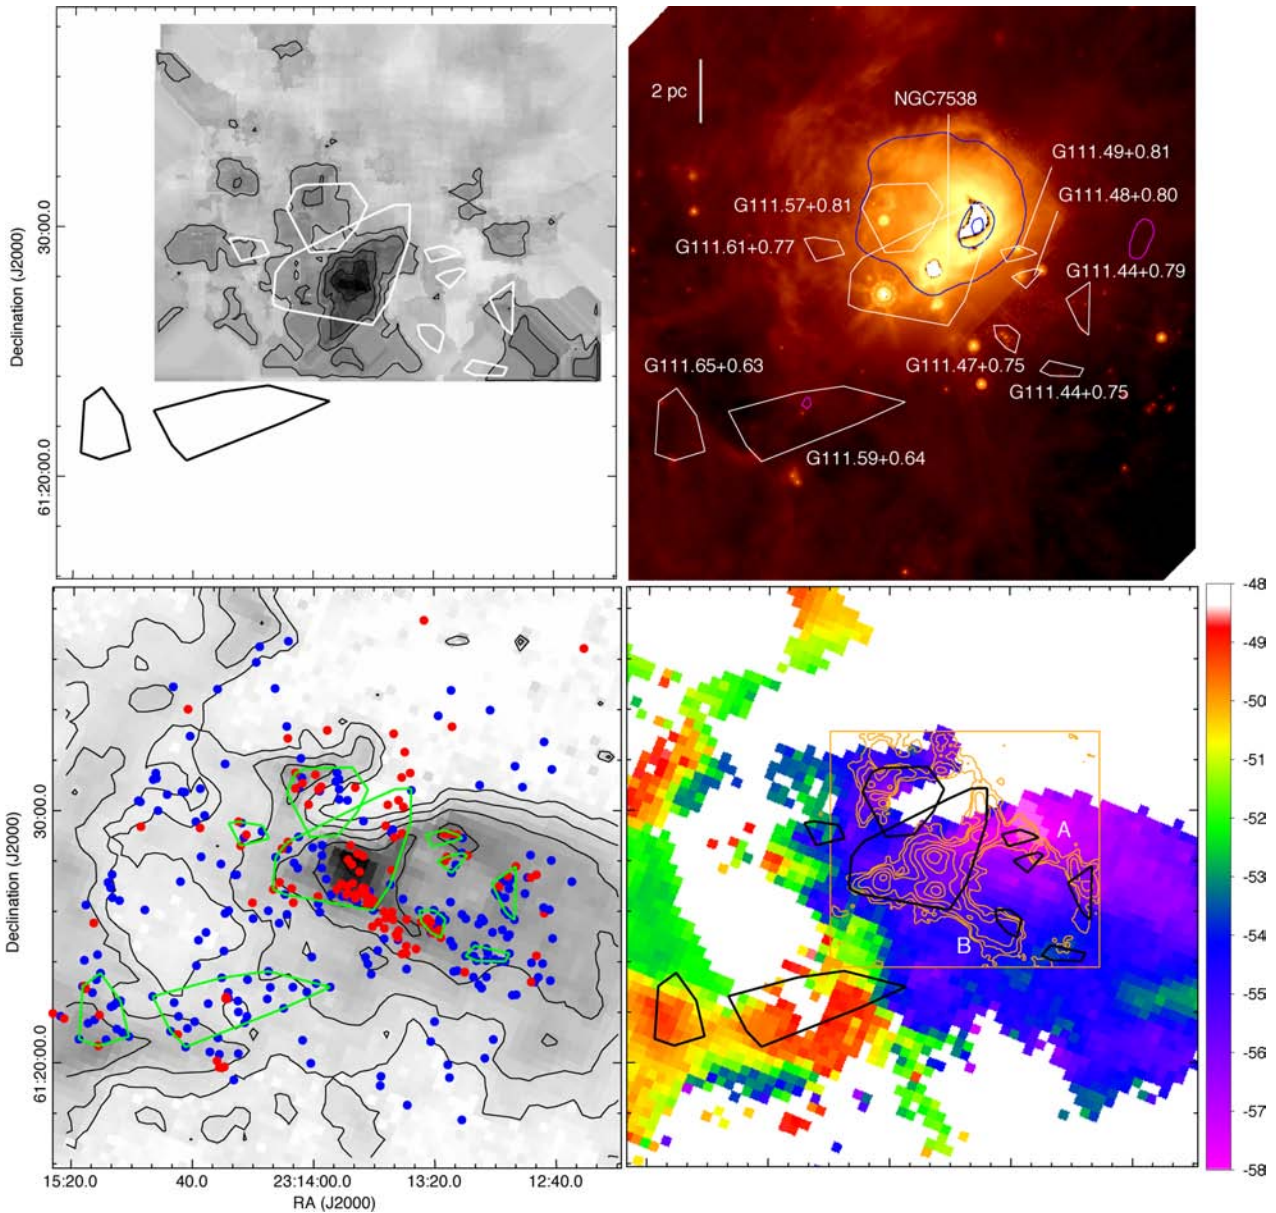 2 pc
NGC7538
G111.49+0.81
G111.48+0.80
G111.57+0.81
G111.61+0.77
G111.44+0.79
G111.65+0.63
G111.47+0.75
G111.44+0.75
G111.59+0.64
Declination (J2000)
30:00.0
61:20:00.0
Declination (J2000)
30:00.0
61:20:00.0
15:20.0 40.0 23:14:00.0 13:20.0 12:40.0
RA (J2000)
A
B
-48
-49
-50
-51
-52
-53
-54
-55
-56
-57
-58